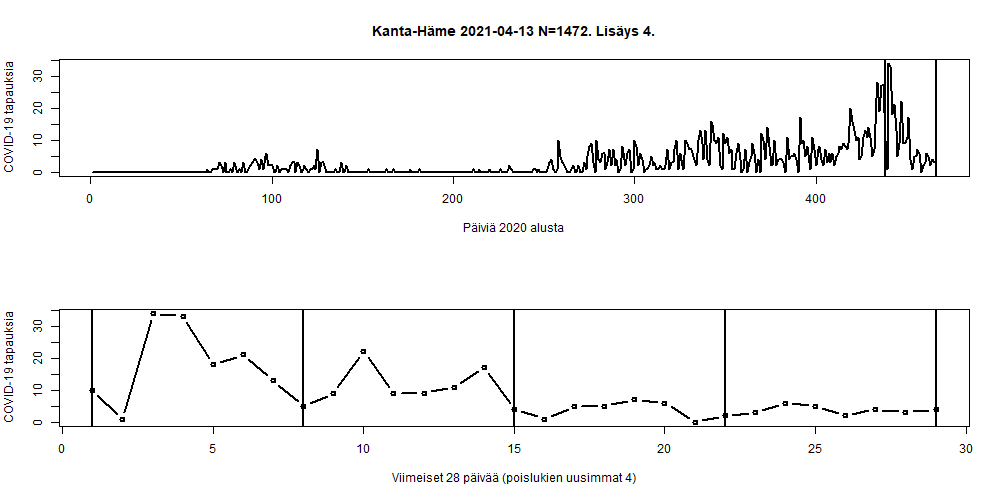 Kanta-Häme 2021-04-13 N=1472. Lisäys 4.
COVID-19 tapauksia
30
20
10
0
0 100 200 300 400
Päiviä 2020 alusta
COVID-19 tapauksia
30
20
10
0
0 5 10 15 20 25 30
Viimeiset 28 päivää (poislukien uusimmat 4)